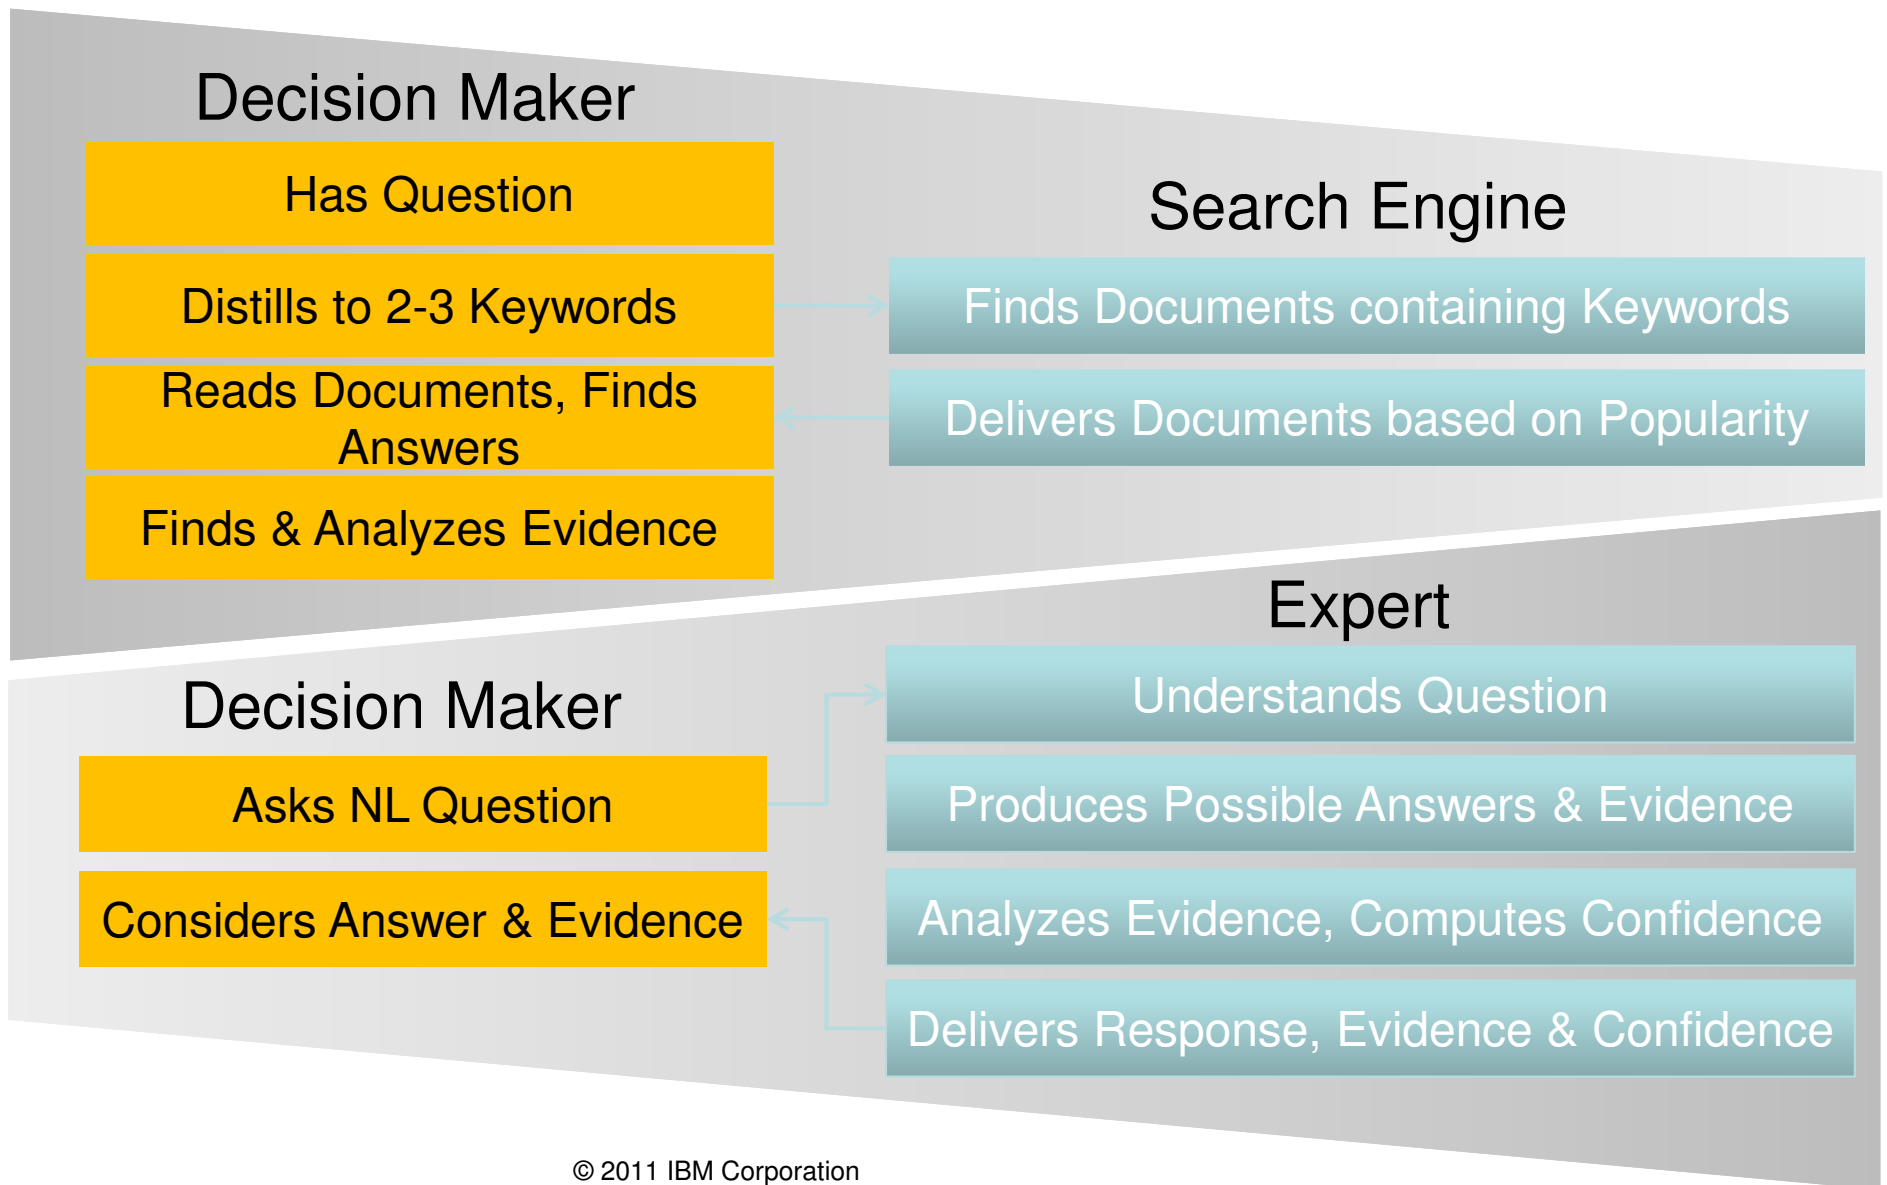 Decision Maker
Has Question
Distills to 2-3 Keywords
Reads Documents, Finds
Answers
Finds & Analyzes Evidence
Search Engine
Finds Documents containing Keywords
Delivers Documents based on Popularity
Decision Maker
Asks NL Question
Considers Answer & Evidence
Expert
Understands Question
Produces Possible Answers & Evidence
Analyzes Evidence, Computes Confidence
Delivers Response, Evidence & Confidence
© 2011 IBM Corporation